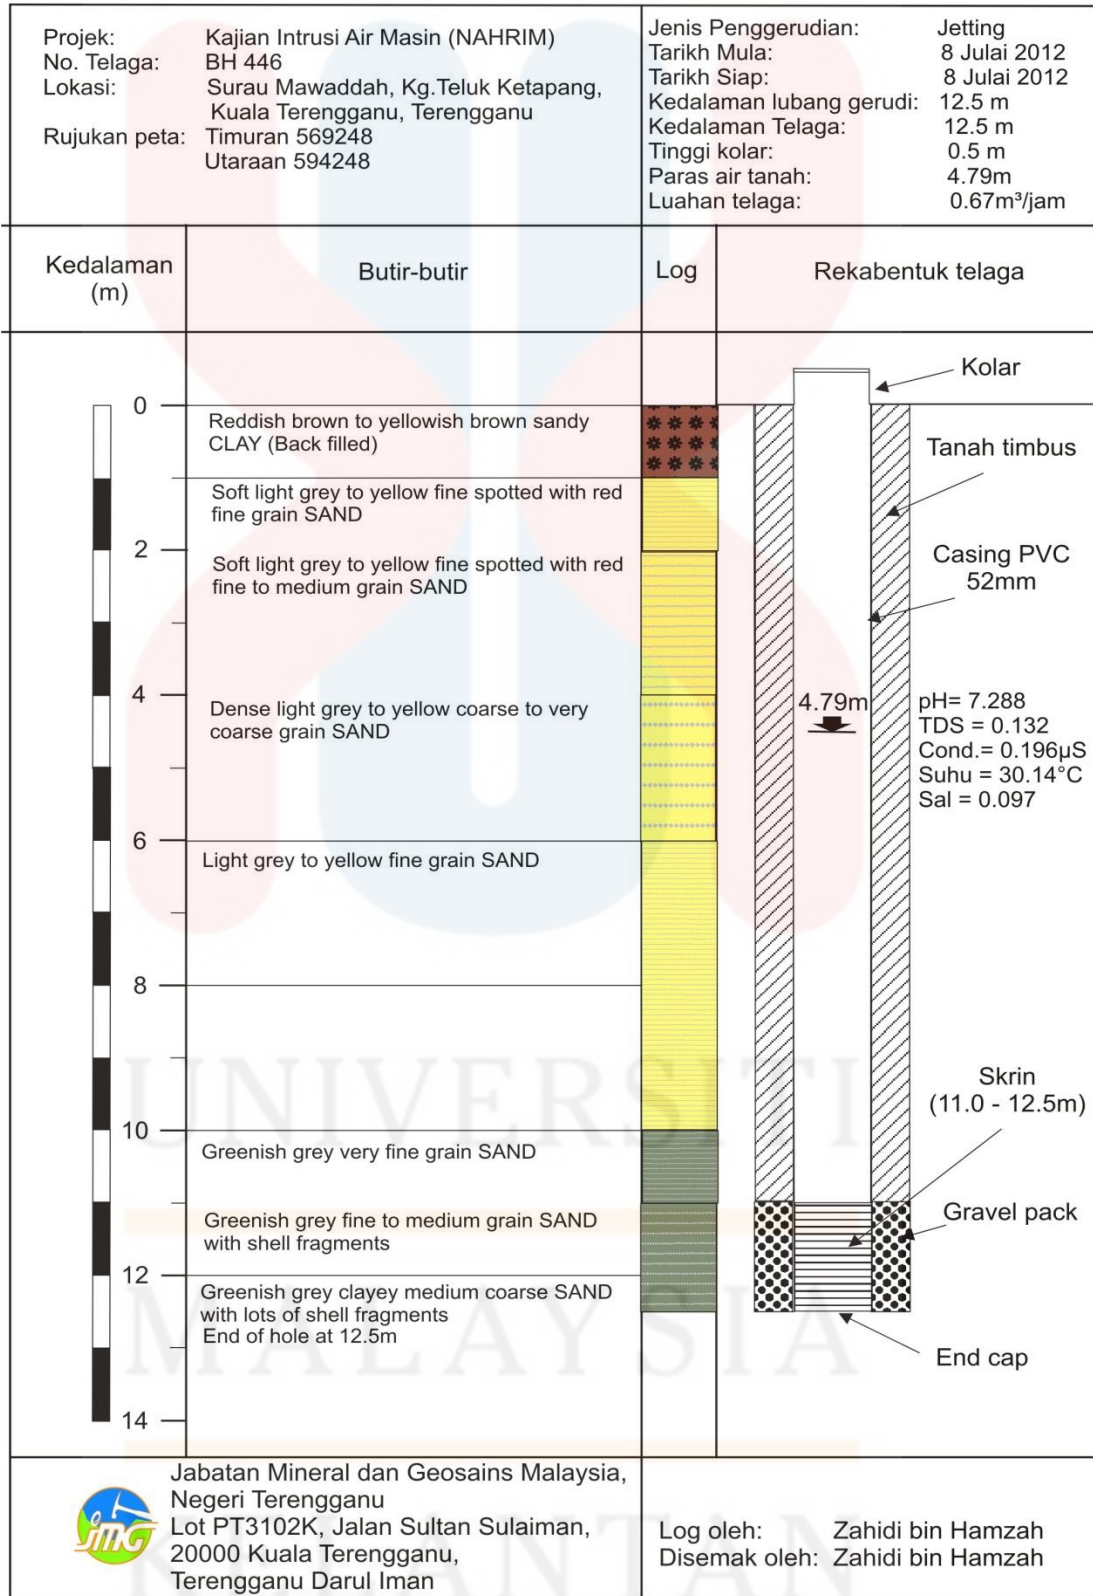 Projek: Kajian Intrusi Air Masin (NAHRIM)
No. Telaga: BH 446
Lokasi: Surau Mawaddah, Kg.Teluk Ketapang,
Kuala Terengganu, Terengganu
Rujukan peta: Timuran 569248
Utaraan 594248
Jenis Penggerudian: Jetting
Tarikh Mula: 8 Julai 2012
Tarikh Siap: 8 Julai 2012
Kedalaman lubang gerudi: 12.5 m
Kedalaman Telaga: 12.5 m
Tinggi kolar: 0.5 m
Paras air tanah: 4.79m
Luahan telaga: 0.67m³/jam
Kedalaman
(m)
Butir-butir
Log
Rekabentuk telaga
Kolar
0
Reddish brown to yellowish brown sandy
CLAY (Back filled)
Tanah timbus
Soft light grey to yellow fine spotted with red
fine grain SAND
2
Soft light grey to yellow fine spotted with red
fine to medium grain SAND
Casing PVC
52mm
4
Dense light grey to yellow coarse to very
coarse grain SAND
4.79m
pH= 7.288
TDS = 0.132
Cond.= 0.196µS
Suhu = 30.14°C
Sal = 0.097
6
Light grey to yellow fine grain SAND
8
Skrin
(11.0 - 12.5m)
10
Greenish grey very fine grain SAND
Greenish grey fine to medium grain SAND
with shell fragments
Gravel pack
12
Greenish grey clayey medium coarse SAND
with lots of shell fragments
End of hole at 12.5m
End cap
14
UNIVERSITI
MALAYSIA
KELANTAN
JMG
Jabatan Mineral dan Geosains Malaysia,
Negeri Terengganu
Lot PT3102K, Jalan Sultan Sulaiman,
20000 Kuala Terengganu,
Terengganu Darul Iman
Log oleh: Zahidi bin Hamzah
Disemak oleh: Zahidi bin Hamzah